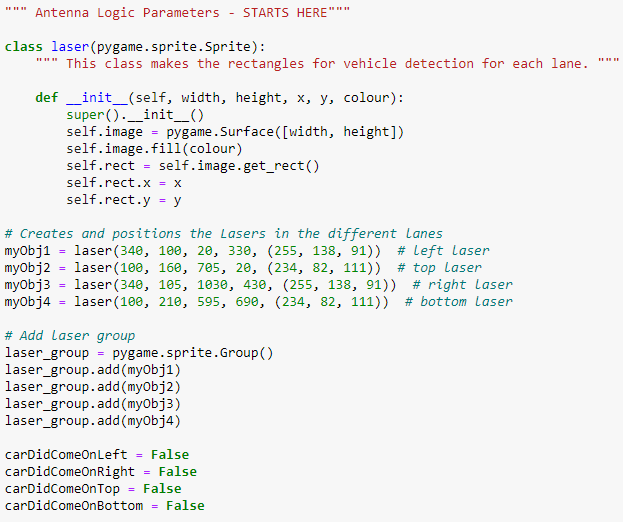 """ Antenna Logic Parameters - STARTS HERE"""
class laser(pygame.sprite.Sprite):
    """ This class makes the rectangles for vehicle detection for each lane. """
    def __init__(self, width, height, x, y, colour):
        super().__init__()
        self.image = pygame.Surface([width, height])
        self.image.fill(colour)
        self.rect = self.image.get_rect()
        self.rect.x = x
        self.rect.y = y
# Creates and positions the Lasers in the different lanes
myObj1 = laser(340, 100, 20, 330, (255, 138, 91))  # left laser
myObj2 = laser(100, 160, 705, 20, (234, 82, 111))  # top laser
myObj3 = laser(340, 105, 1030, 430, (255, 138, 91))  # right laser
myObj4 = laser(100, 210, 595, 690, (234, 82, 111))  # bottom laser
# Add laser group
laser_group = pygame.sprite.Group()
laser_group.add(myObj1)
laser_group.add(myObj2)
laser_group.add(myObj3)
laser_group.add(myObj4)
carDidComeOnLeft = False
carDidComeOnRight = False
carDidComeOnTop = False
carDidComeOnBottom = False